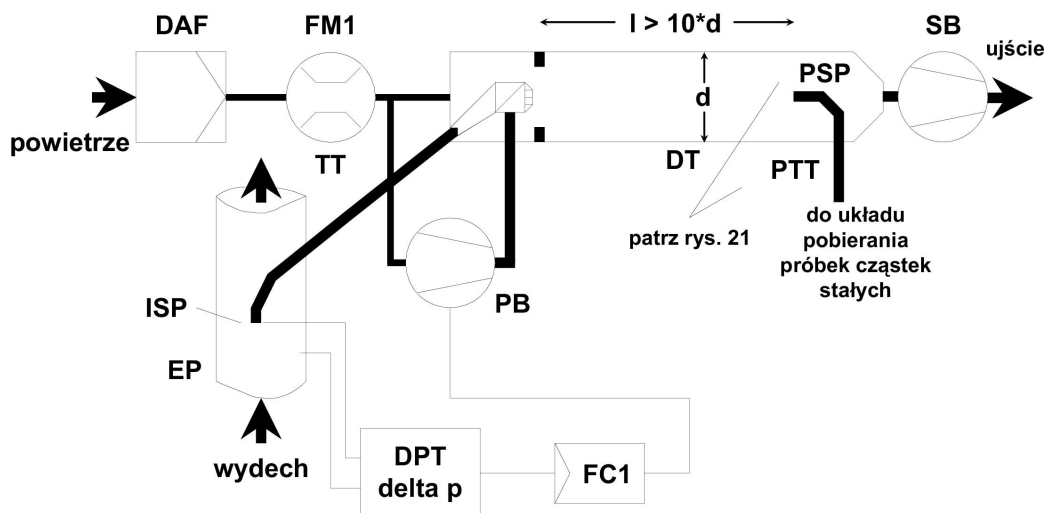 DAF
FM1
l > 10*d
SB
ujście
PSP
d
powietrze
TT
DT
PTT
patrz rys. 21
do układu
pobierania
próbek cząstek
stałych
ISP
PB
EP
wydech
DPT
delta p
FC1